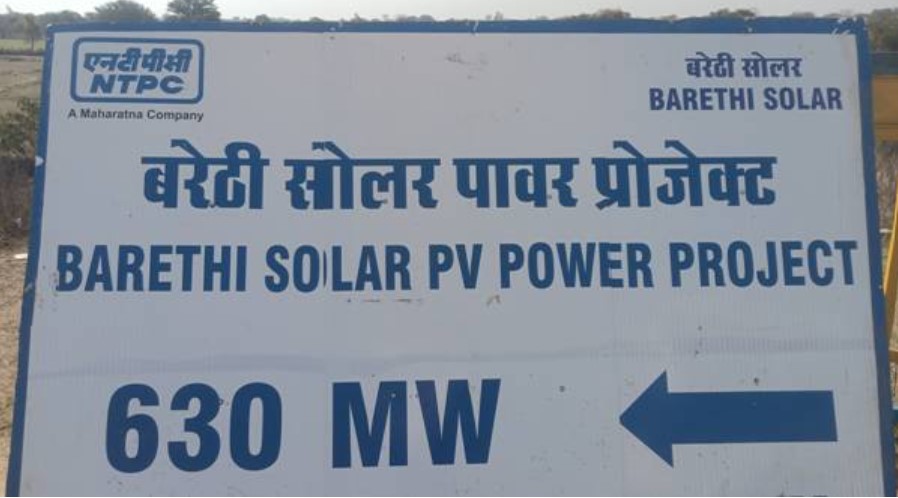 एनटीपीसी
NTPC
A Maharatna Company
बरेठी सोलर
BARETHI SOLAR
बरेठी सोलर पावर प्रोजेक्ट
BARETHI SOLAR PV POWER PROJECT
630 MW